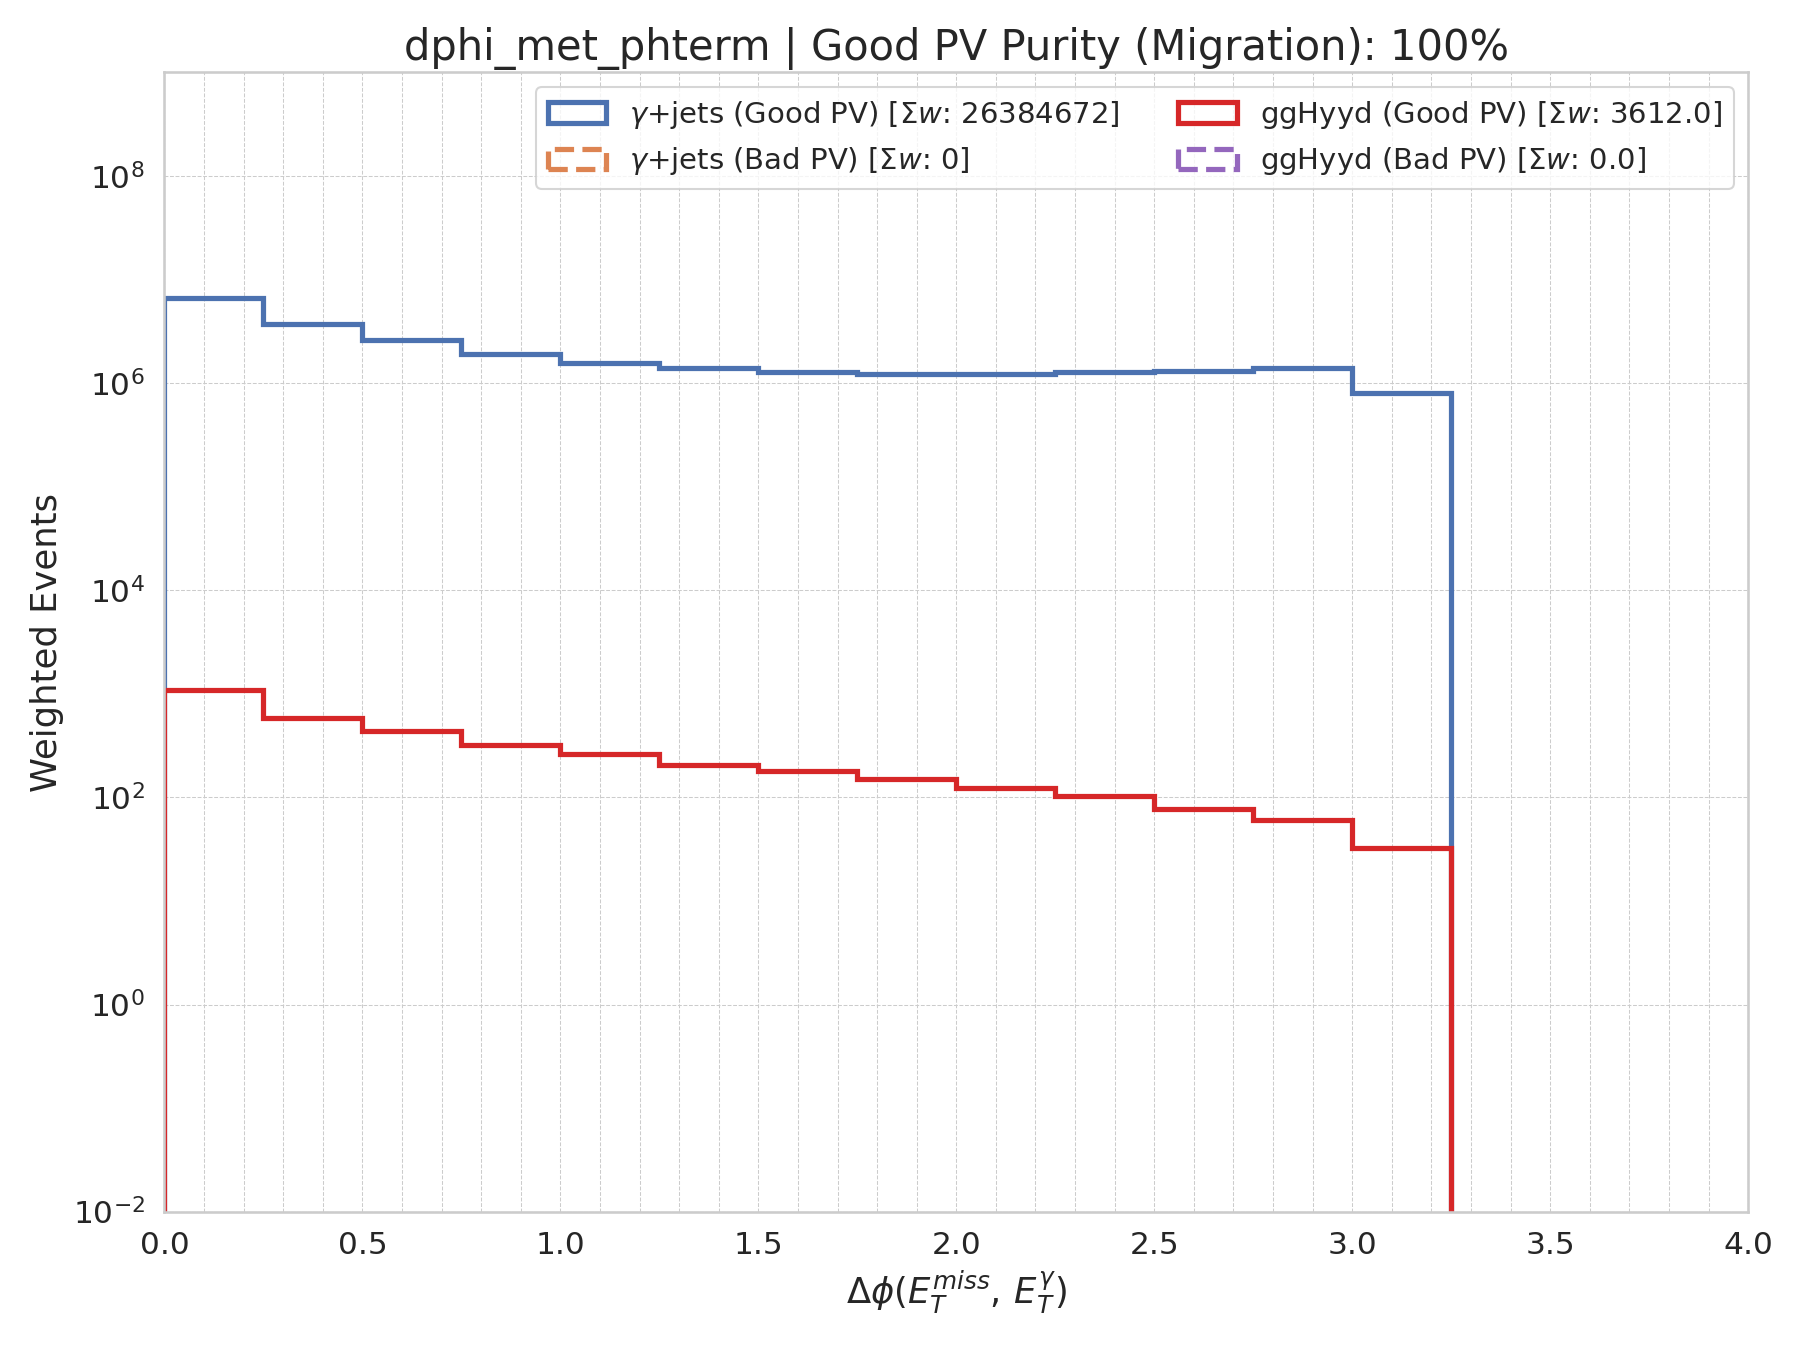 dphi_met_phterm | Good PV Purity (Migration): 100%
γ+jets (Good PV) [Σw: 26384672]
γ+jets (Bad PV) [Σw: 0]
ggHyyd (Good PV) [Σw: 3612.0]
ggHyyd (Bad PV) [Σw: 0.0]
Weighted Events
10^8
10^6
10^4
10^2
10^0
10^−2
0.0 0.5 1.0 1.5 2.0 2.5 3.0 3.5 4.0
Δϕ(E_T^miss, E_T^γ)